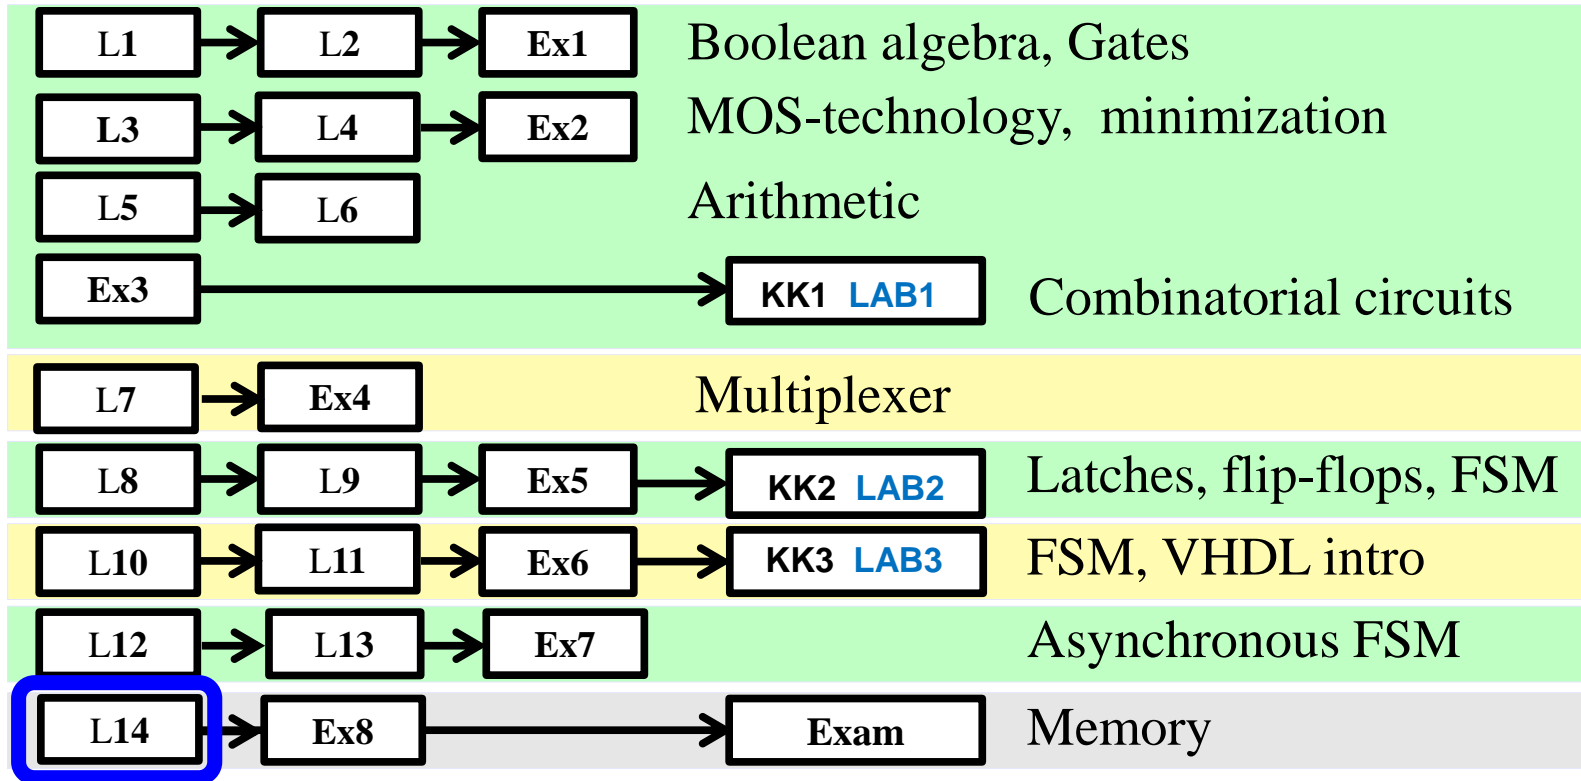 L1 L2 Ex1 Boolean algebra, Gates
L3 L4 Ex2 MOS-technology, minimization
L5 L6 Arithmetic
Ex3 KK1 LAB1 Combinatorial circuits
L7 Ex4 Multiplexer
L8 L9 Ex5 KK2 LAB2 Latches, flip-flops, FSM
L10 L11 Ex6 KK3 LAB3 FSM, VHDL intro
L12 L13 Ex7 Asynchronous FSM
L14 Ex8 Exam Memory